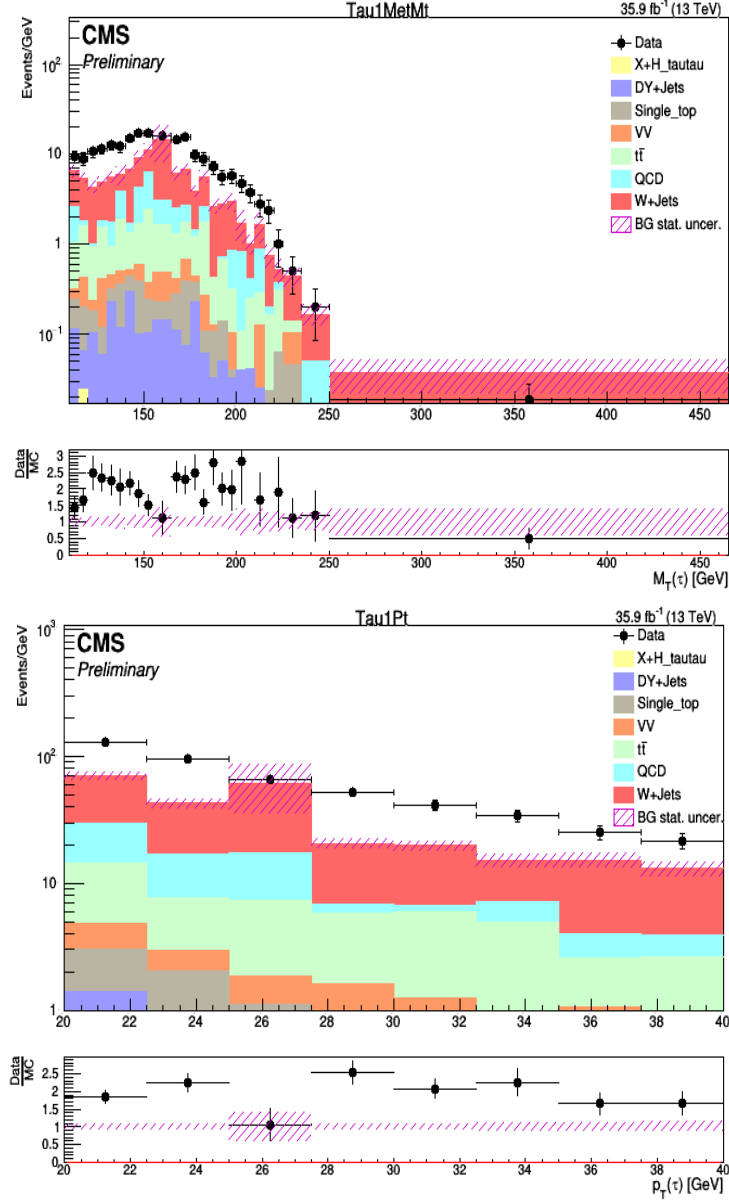 Tau1MetMt
35.9 fb⁻¹ (13 TeV)
Events/GeV
CMS
Preliminary
10²
10
1
10⁻¹
Data
X+H_tautau
DY+Jets
Single_top
VV
tt̄
QCD
W+Jets
BG stat. uncer.
150 200 250 300 350 400 450
Data
MC
3
2.5
2
1.5
1
0.5
0
150 200 250 300 350 400 450
M_T(τ) [GeV]
Tau1Pt
35.9 fb⁻¹ (13 TeV)
Events/GeV
10³
CMS
Preliminary
10²
10
1
Data
X+H_tautau
DY+Jets
Single_top
VV
tt̄
QCD
W+Jets
BG stat. uncer.
20 22 24 26 28 30 32 34 36 38 40
Data
MC
2.5
2
1.5
1
0.5
0
20 22 24 26 28 30 32 34 36 38 40
p_T(τ) [GeV]